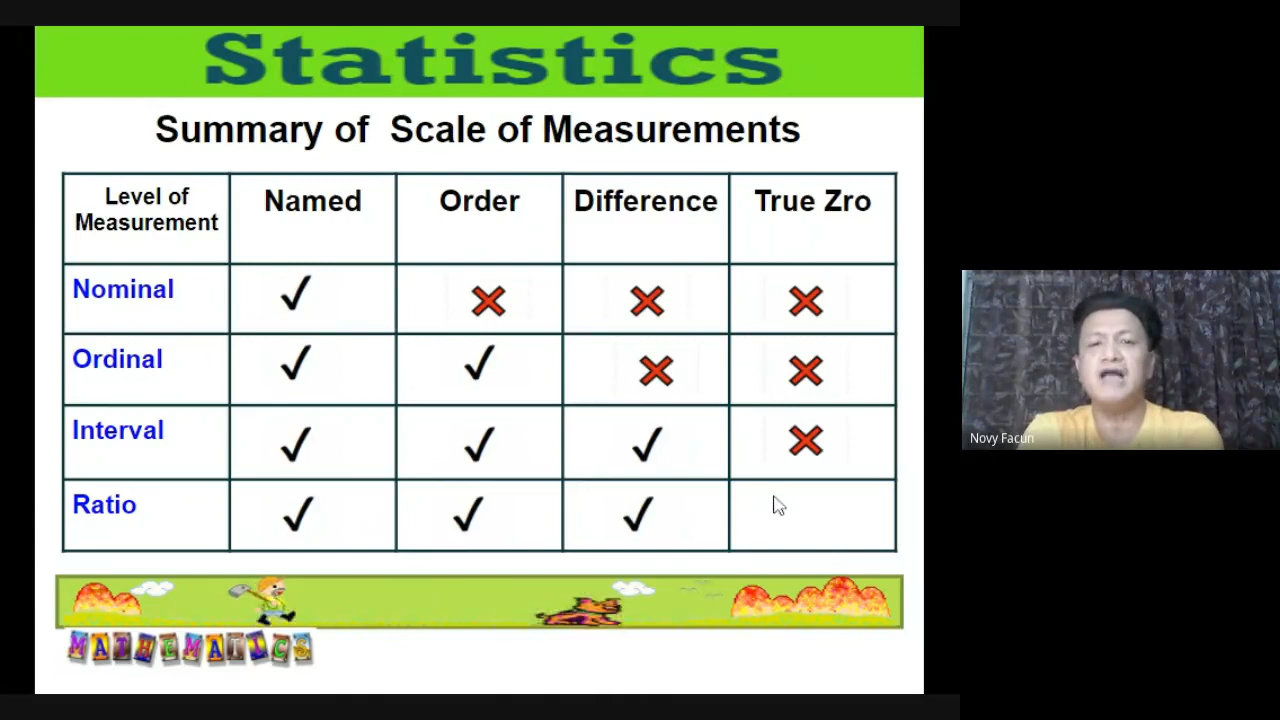 Statistics
Summary of Scale of Measurements
Level of Measurement Named Order Difference True Zro
Nominal ✓ ✗ ✗ ✗
Ordinal ✓ ✓ ✗ ✗
Interval ✓ ✓ ✓ ✗
Ratio ✓ ✓ ✓
MATHEMATICS
Novy Facun